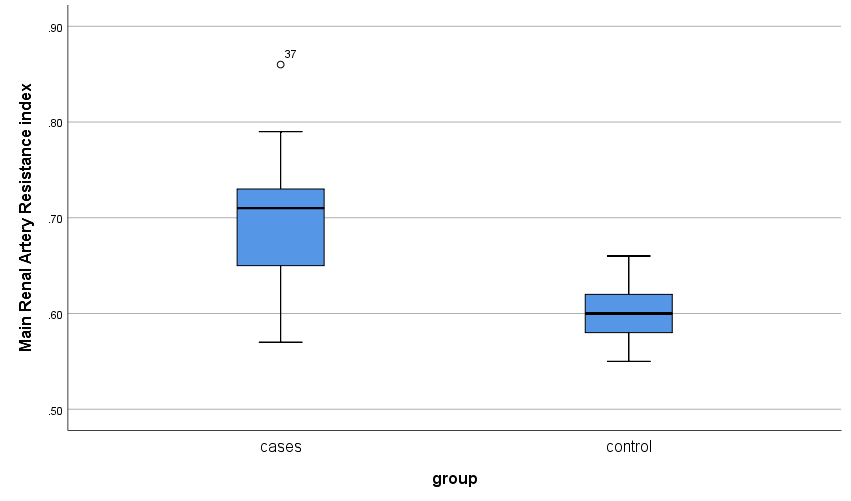 Main Renal Artery Resistance index
.90
.80
.70
.60
.50
37
cases
control
group